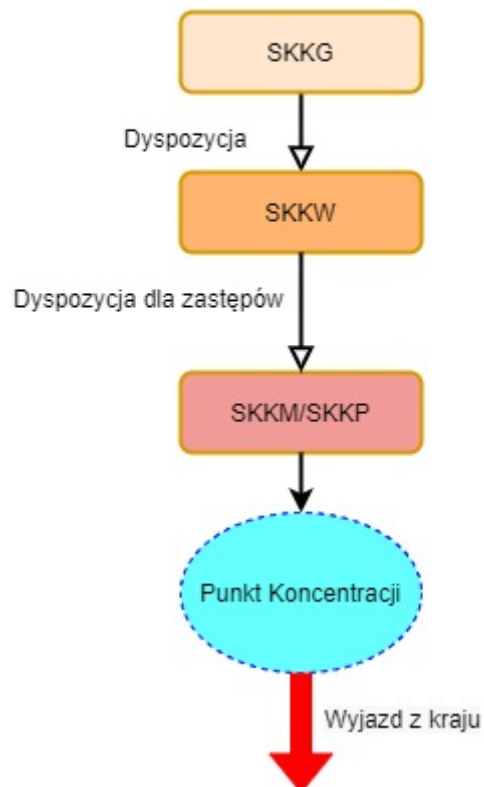 SKKG
Dyspozycja
SKKW
Dyspozycja dla zastępów
SKKM/SKKP
Punkt Koncentracji
Wyjazd z kraju